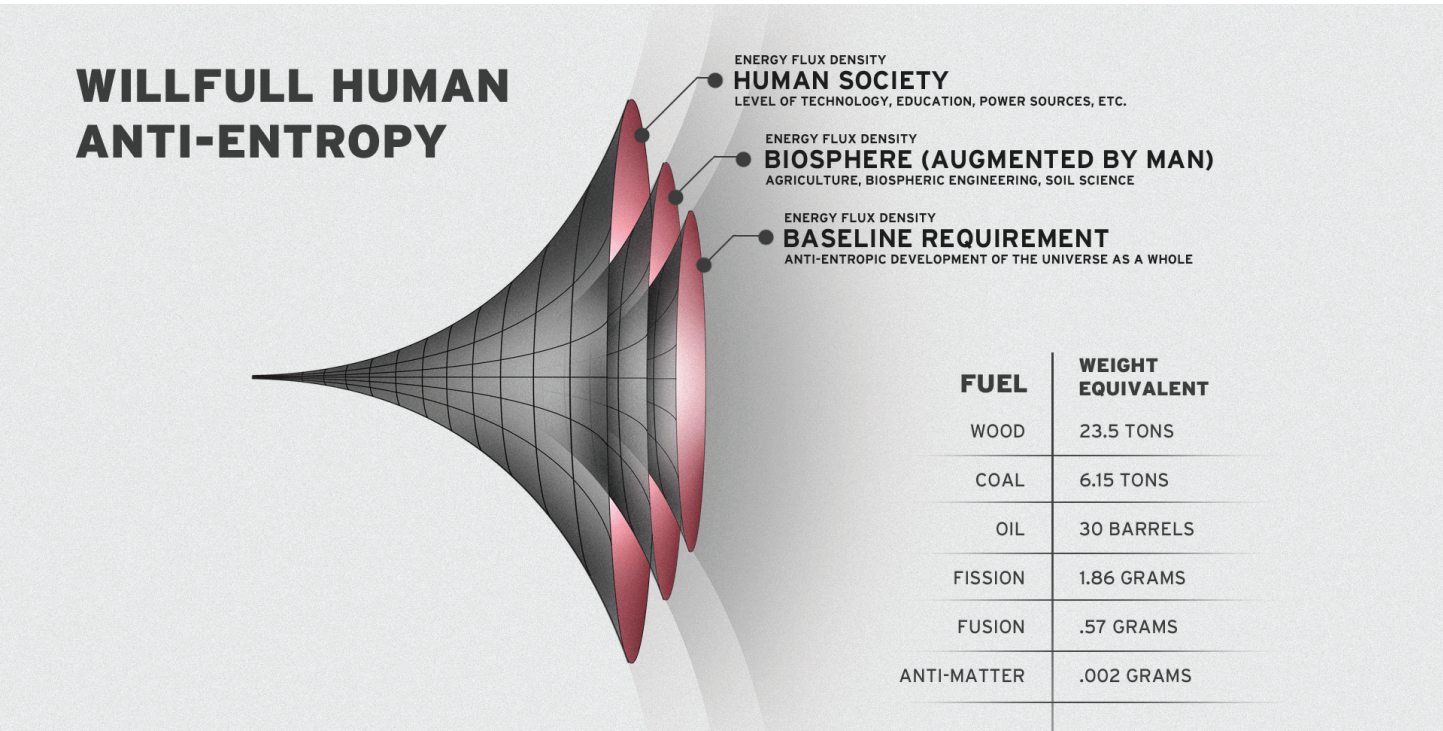 WILLFULL HUMAN
ANTI-ENTROPY
ENERGY FLUX DENSITY
HUMAN SOCIETY
LEVEL OF TECHNOLOGY, EDUCATION, POWER SOURCES, ETC.
ENERGY FLUX DENSITY
BIOSPHERE (AUGMENTED BY MAN)
AGRICULTURE, BIOSPHERIC ENGINEERING, SOIL SCIENCE
ENERGY FLUX DENSITY
BASELINE REQUIREMENT
ANTI-ENTROPIC DEVELOPMENT OF THE UNIVERSE AS A WHOLE
FUEL WEIGHT
EQUIVALENT
WOOD 23.5 TONS
COAL 6.15 TONS
OIL 30 BARRELS
FISSION 1.86 GRAMS
FUSION .57 GRAMS
ANTI-MATTER .002 GRAMS